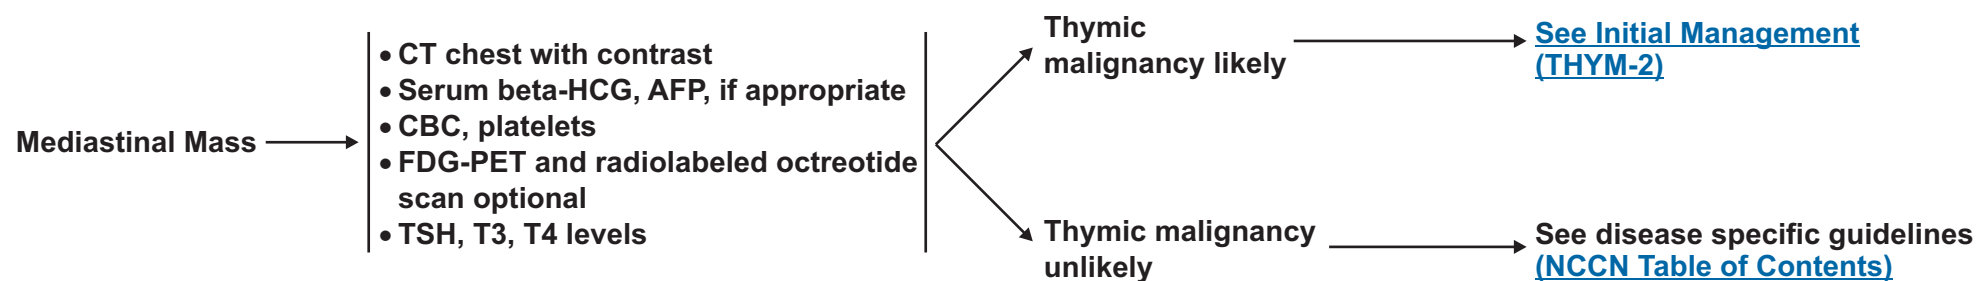 Mediastinal Mass
• CT chest with contrast
• Serum beta-HCG, AFP, if appropriate
• CBC, platelets
• FDG-PET and radiolabeled octreotide
scan optional
• TSH, T3, T4 levels
Thymic
malignancy likely
See Initial Management
(THYM-2)
Thymic malignancy
unlikely
See disease specific guidelines
(NCCN Table of Contents)